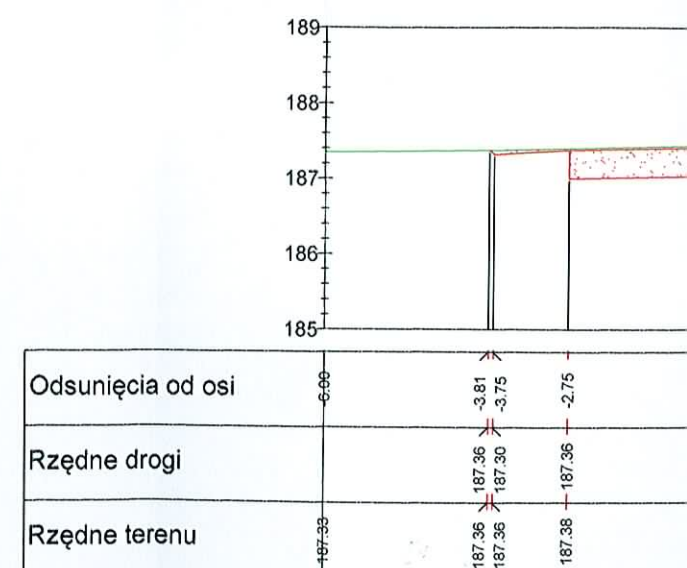 189
188
187
186
185
Odsunięcia od osi -6.00 -3.81 -3.75 -2.75
Rzędne drogi 187.36 187.30 187.36
Rzędne terenu 187.33 187.36 187.36 187.38